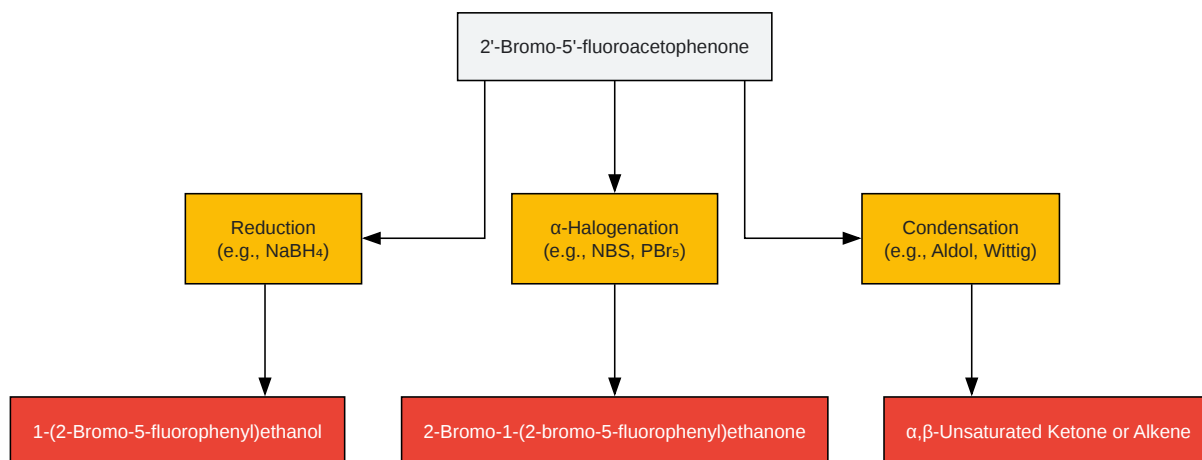 2'-Bromo-5'-fluoroacetophenone
Reduction
(e.g., NaBH₄)
α-Halogenation
(e.g., NBS, PBr₅)
Condensation
(e.g., Aldol, Wittig)
1-(2-Bromo-5-fluorophenyl)ethanol
2-Bromo-1-(2-bromo-5-fluorophenyl)ethanone
α,β-Unsaturated Ketone or Alkene